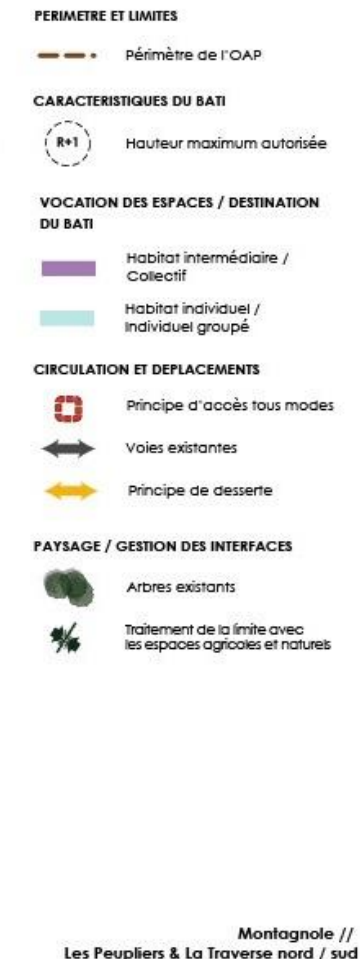 PERIMETRE ET LIMITES
Périmètre de l'OAP
CARACTERISTIQUES DU BATI
R+1
Hauteur maximum autorisée
VOCATION DES ESPACES / DESTINATION
DU BATI
Habitat intermédiaire /
Collectif
Habitat individuel /
Individuel groupé
CIRCULATION ET DEPLACEMENTS
Principe d'accès tous modes
Voies existantes
Principe de desserte
PAYSAGE / GESTION DES INTERFACES
Arbres existants
Traitement de la limite avec
les espaces agricoles et naturels
Montagnole //
Les Peupliers & La Traverse nord / sud